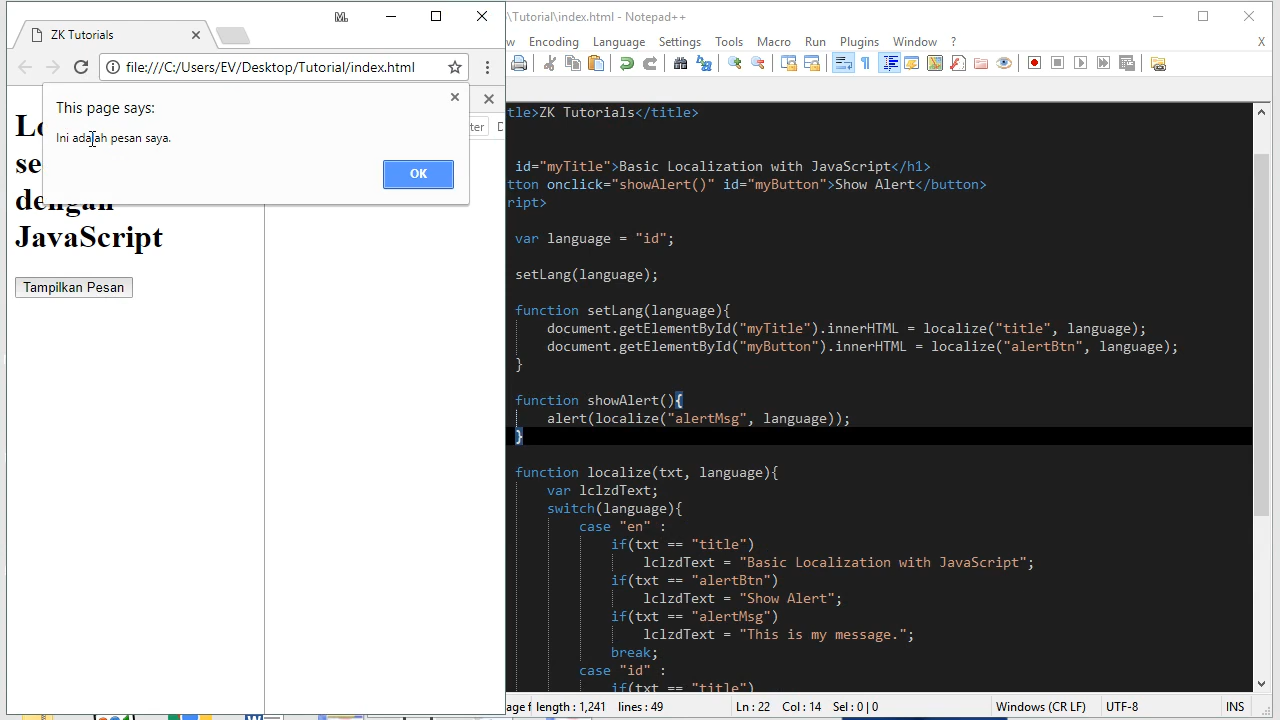 ZK Tutorials
file:///C:/Users/EV/Desktop/Tutorial/index.html
This page says:
Ini adalah pesan saya.
OK
dengan
JavaScript
Tampilkan Pesan
\Tutorial\index.html - Notepad++
Encoding Language Settings Tools Macro Run Plugins Window ? X
tle>ZK Tutorials</title>
id="myTitle">Basic Localization with JavaScript</h1>
tton onclick="showAlert()" id="myButton">Show Alert</button>
ript>
var language = "id";
setLang(language);
function setLang(language){
document.getElementById("myTitle").innerHTML = localize("title", language);
document.getElementById("myButton").innerHTML = localize("alertBtn", language);
}
function showAlert(){
alert(localize("alertMsg", language));
}
function localize(txt, language){
var lclzdText;
switch(language){
case "en" :
if(txt == "title")
lclzdText = "Basic Localization with JavaScript";
if(txt == "alertBtn")
lclzdText = "Show Alert";
if(txt == "alertMsg")
lclzdText = "This is my message.";
break;
case "id" :
if(txt == "title")
length : 1,241 lines : 49 Ln : 22 Col : 14 Sel : 0 | 0 Windows (CR LF) UTF-8 INS